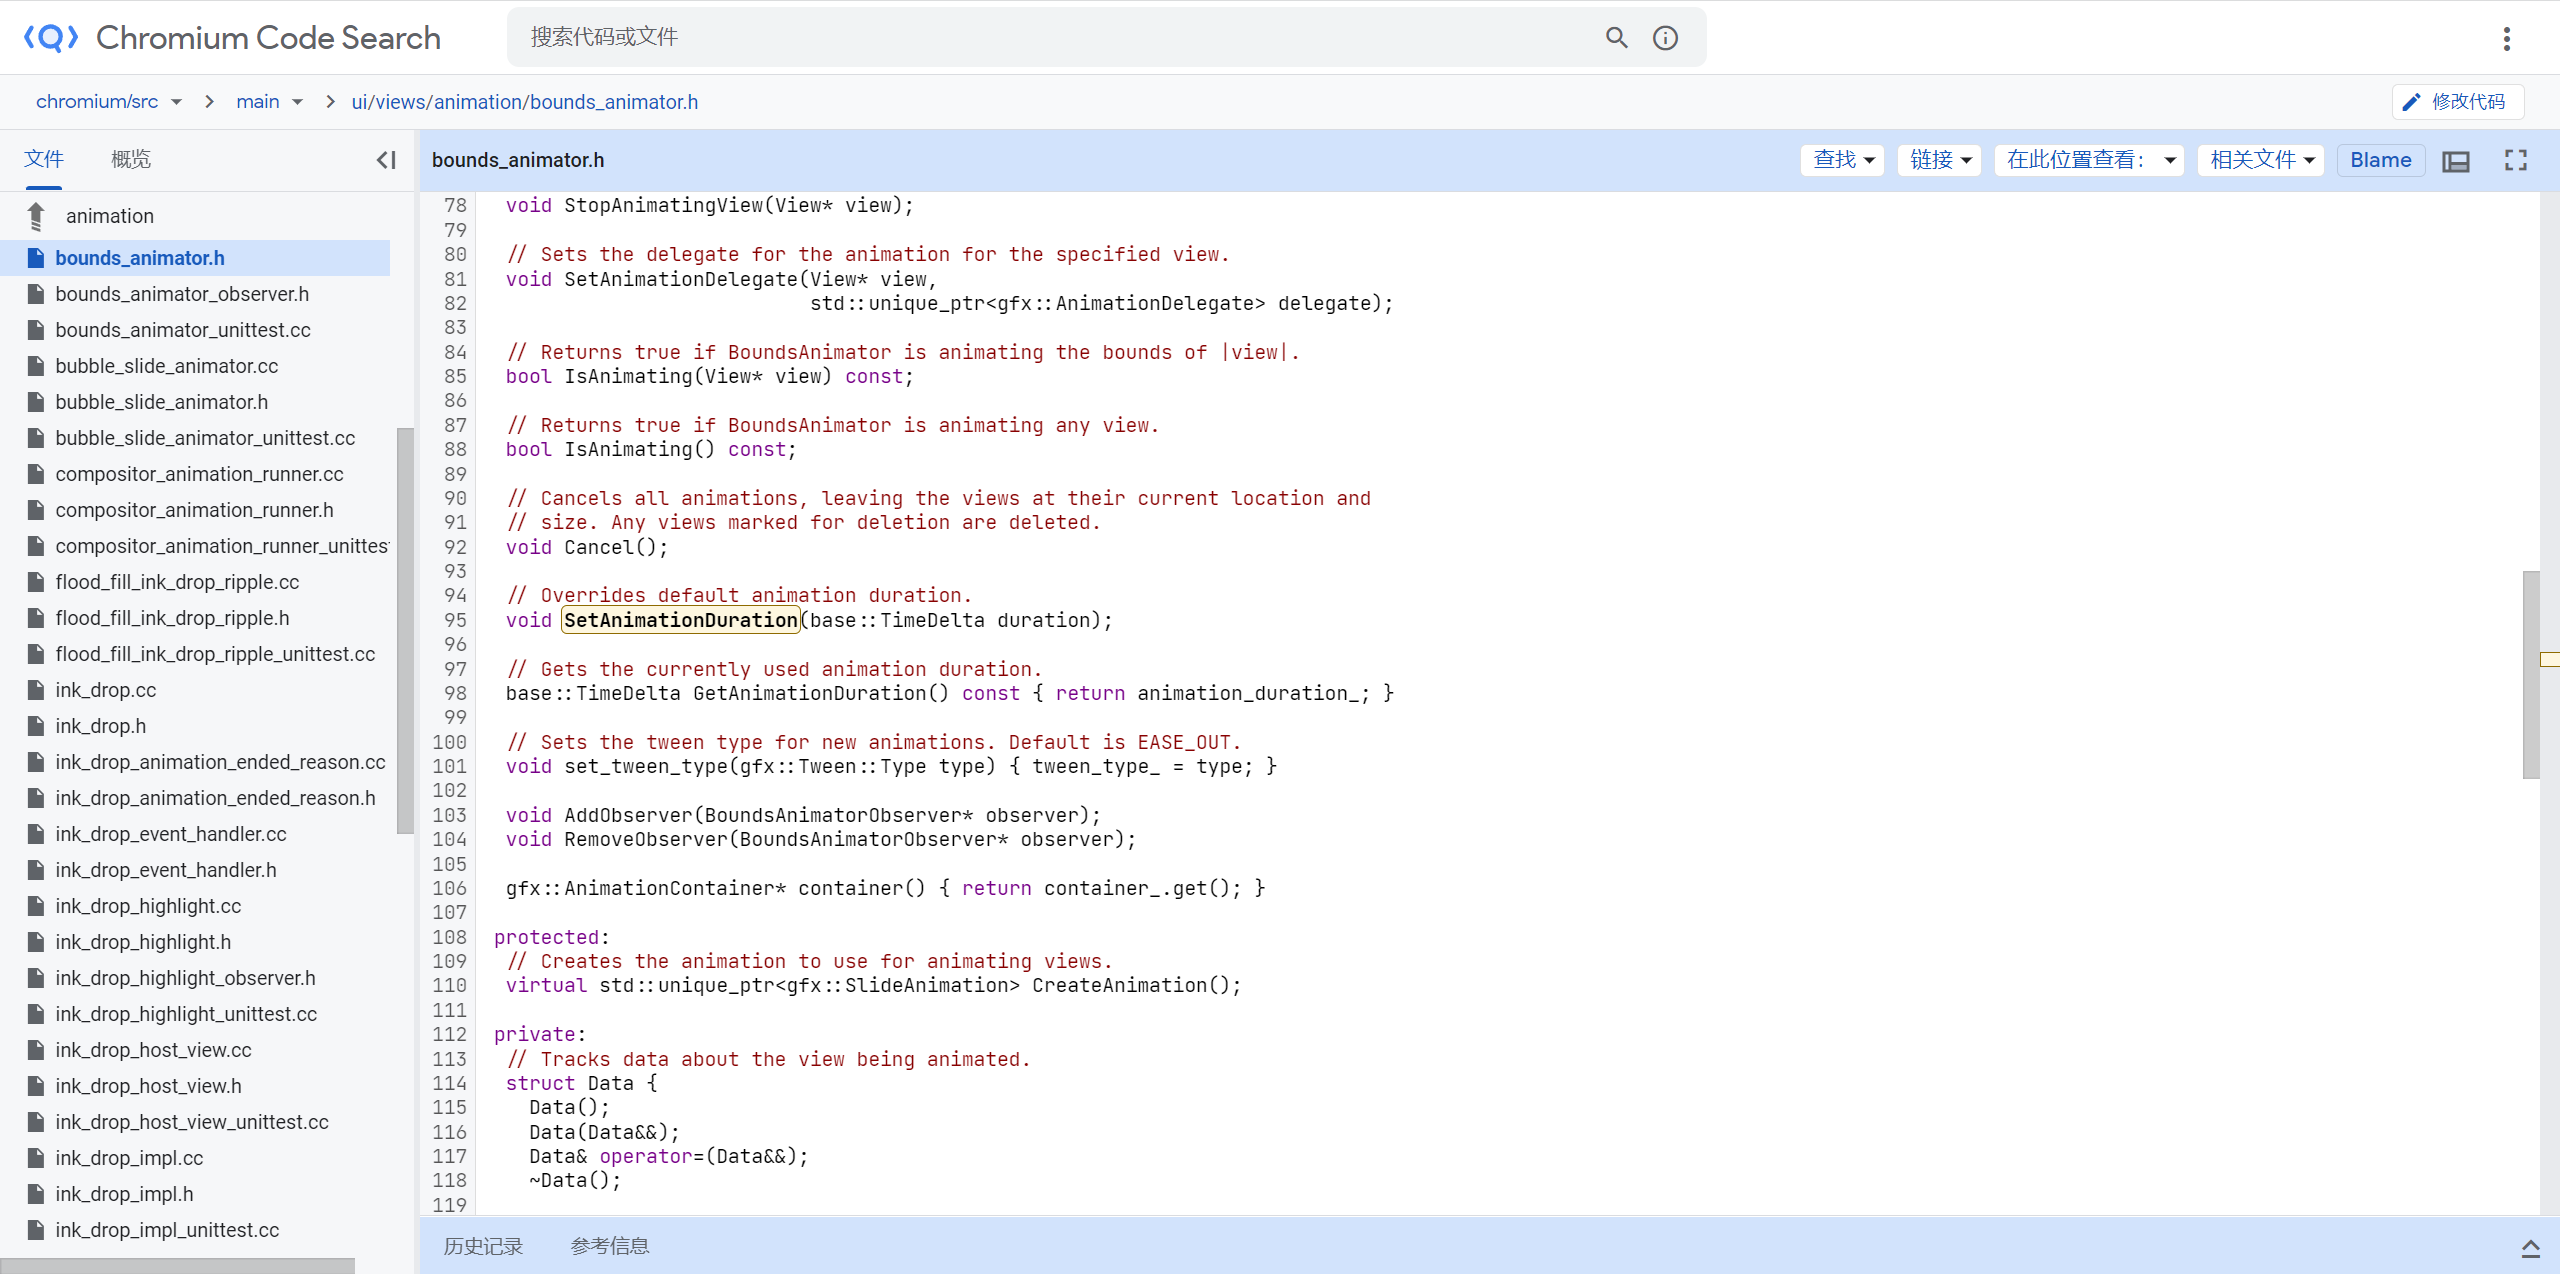 Chromium Code Search
搜索代码或文件
chromium/src
main
ui/views/animation/bounds_animator.h
修改代码
文件
概览
animation
bounds_animator.h
bounds_animator_observer.h
bounds_animator_unittest.cc
bubble_slide_animator.cc
bubble_slide_animator.h
bubble_slide_animator_unittest.cc
compositor_animation_runner.cc
compositor_animation_runner.h
compositor_animation_runner_unittes
flood_fill_ink_drop_ripple.cc
flood_fill_ink_drop_ripple.h
flood_fill_ink_drop_ripple_unittest.cc
ink_drop.cc
ink_drop.h
ink_drop_animation_ended_reason.cc
ink_drop_animation_ended_reason.h
ink_drop_event_handler.cc
ink_drop_event_handler.h
ink_drop_highlight.cc
ink_drop_highlight.h
ink_drop_highlight_observer.h
ink_drop_highlight_unittest.cc
ink_drop_host_view.cc
ink_drop_host_view.h
ink_drop_host_view_unittest.cc
ink_drop_impl.cc
ink_drop_impl.h
ink_drop_impl_unittest.cc
bounds_animator.h
查找
链接
在此位置查看：
相关文件
Blame
78 void StopAnimatingView(View* view);
79
80 // Sets the delegate for the animation for the specified view.
81 void SetAnimationDelegate(View* view,
82 std::unique_ptr<gfx::AnimationDelegate> delegate);
83
84 // Returns true if BoundsAnimator is animating the bounds of |view|.
85 bool IsAnimating(View* view) const;
86
87 // Returns true if BoundsAnimator is animating any view.
88 bool IsAnimating() const;
89
90 // Cancels all animations, leaving the views at their current location and
91 // size. Any views marked for deletion are deleted.
92 void Cancel();
93
94 // Overrides default animation duration.
95 void SetAnimationDuration(base::TimeDelta duration);
96
97 // Gets the currently used animation duration.
98 base::TimeDelta GetAnimationDuration() const { return animation_duration_; }
99
100 // Sets the tween type for new animations. Default is EASE_OUT.
101 void set_tween_type(gfx::Tween::Type type) { tween_type_ = type; }
102
103 void AddObserver(BoundsAnimatorObserver* observer);
104 void RemoveObserver(BoundsAnimatorObserver* observer);
105
106 gfx::AnimationContainer* container() { return container_.get(); }
107
108 protected:
109 // Creates the animation to use for animating views.
110 virtual std::unique_ptr<gfx::SlideAnimation> CreateAnimation();
111
112 private:
113 // Tracks data about the view being animated.
114 struct Data {
115 Data();
116 Data(Data&&);
117 Data& operator=(Data&&);
118 ~Data();
119
历史记录
参考信息